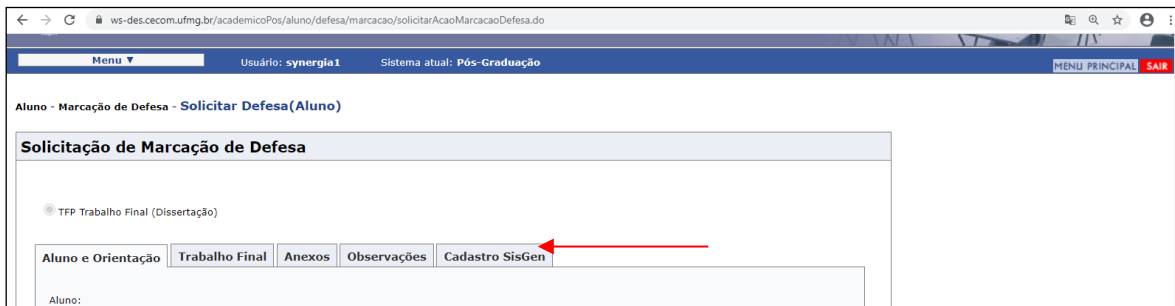 ws-des.cecom.ufmg.br/academicoPos/aluno/defesa/marcacao/solicitarAcaoMarcacaoDefesa.do
Menu ▼ Usuário: synergia1 Sistema atual: Pós-Graduação MENU PRINCIPAL SAIR
Aluno - Marcação de Defesa - Solicitar Defesa(Aluno)
Solicitação de Marcação de Defesa
TFP Trabalho Final (Dissertação)
Aluno e Orientação Trabalho Final Anexos Observações Cadastro SisGen
Aluno: